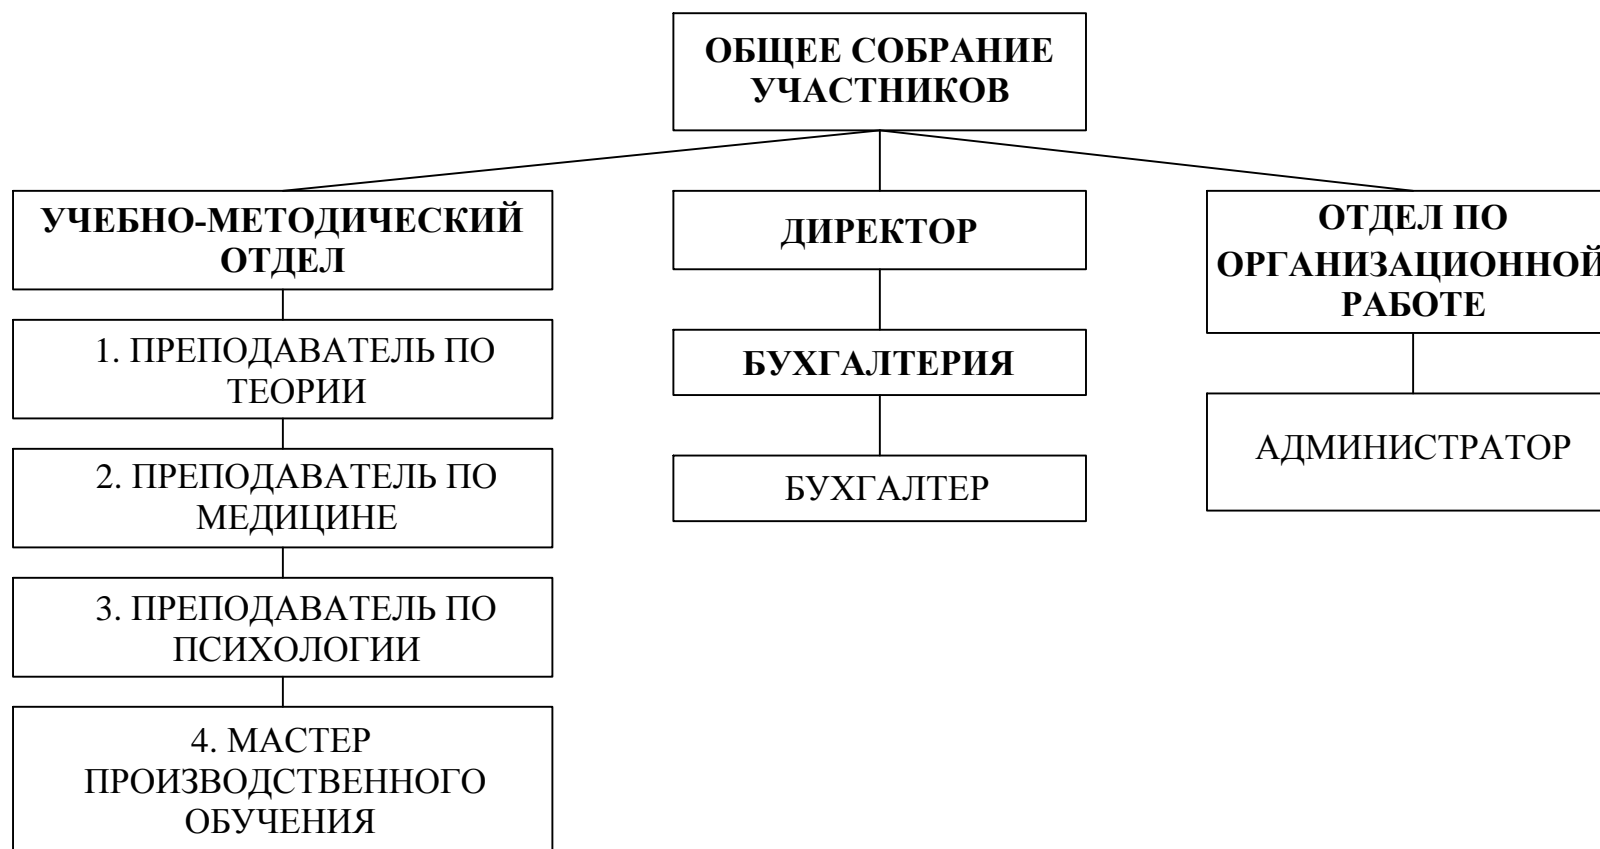 ОБЩЕЕ СОБРАНИЕ
УЧАСТНИКОВ
УЧЕБНО-МЕТОДИЧЕСКИЙ
ОТДЕЛ
1. ПРЕПОДАВАТЕЛЬ ПО
ТЕОРИИ
2. ПРЕПОДАВАТЕЛЬ ПО
МЕДИЦИНЕ
3. ПРЕПОДАВАТЕЛЬ ПО
ПСИХОЛОГИИ
4. МАСТЕР
ПРОИЗВОДСТВЕННОГО
ОБУЧЕНИЯ
ДИРЕКТОР
БУХГАЛТЕРИЯ
БУХГАЛТЕР
ОТДЕЛ ПО
ОРГАНИЗАЦИОННОЙ
РАБОТЕ
АДМИНИСТРАТОР